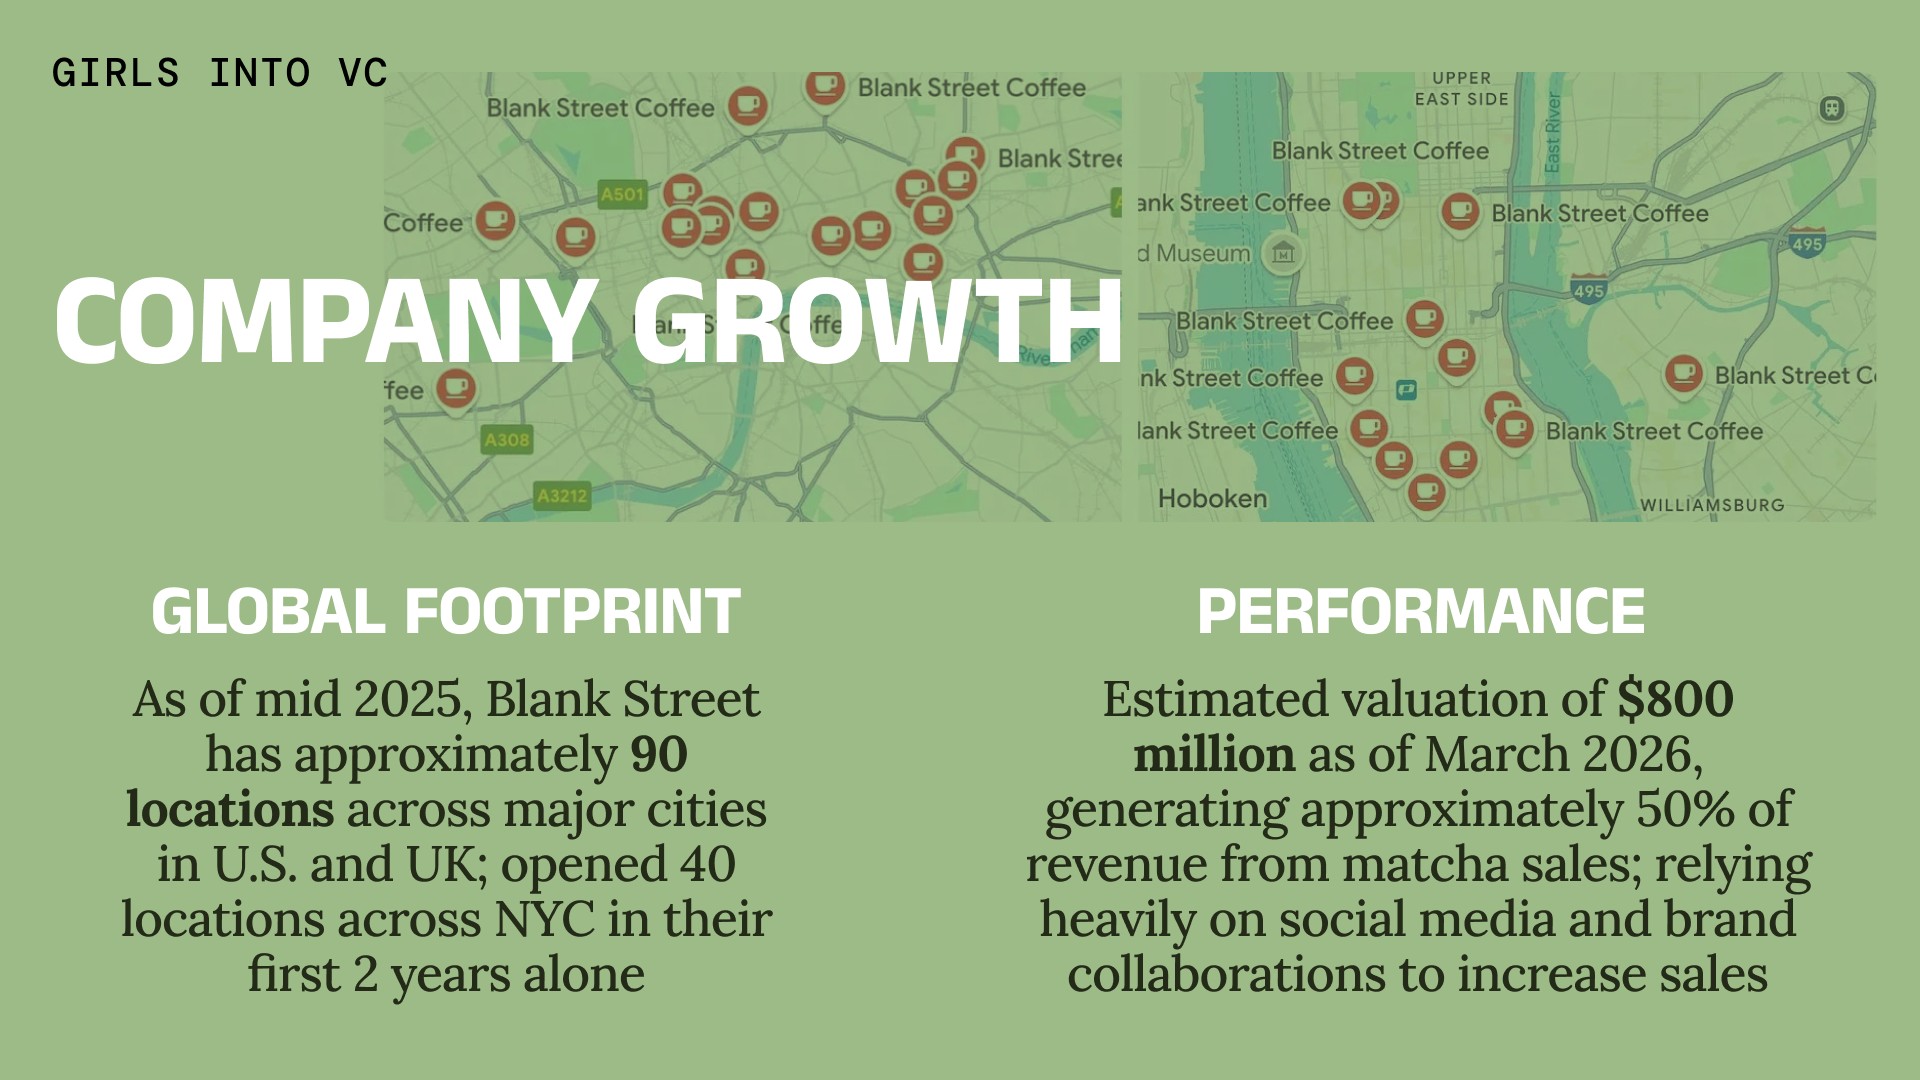 GIRLS INTO VC
Blank Street Coffee
Blank Street Coffee
Blank Stree
A501
Coffee
COMPANY GROWTH
ffee
A308
A3212
UPPER
EAST SIDE
East River
Blank Street Coffee
ank Street Coffee
Blank Street Coffee
d Museum
495
495
Blank Street Coffee
nk Street Coffee
Blank Street C
lank Street Coffee
Blank Street Coffee
Hoboken
WILLIAMSBURG
GLOBAL FOOTPRINT
As of mid 2025, Blank Street
has approximately 90
locations across major cities
in U.S. and UK; opened 40
locations across NYC in their
first 2 years alone
PERFORMANCE
Estimated valuation of $800
million as of March 2026,
generating approximately 50% of
revenue from matcha sales; relying
heavily on social media and brand
collaborations to increase sales